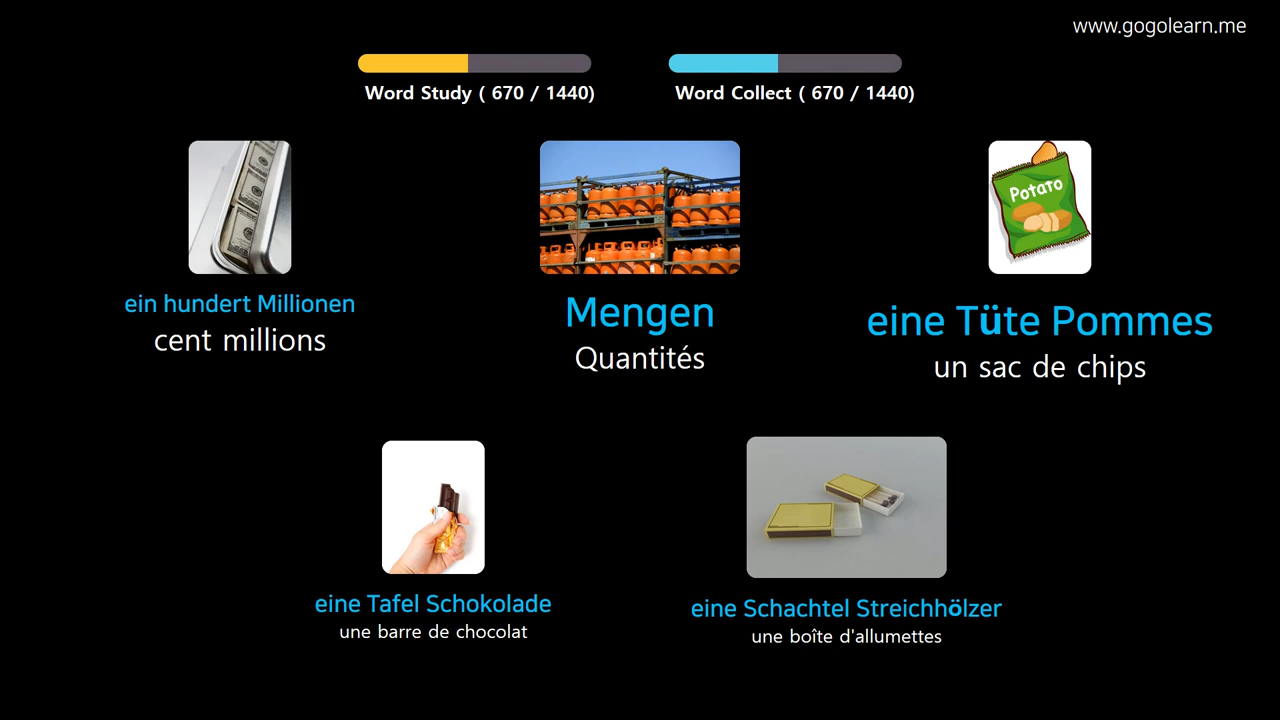 www.gogolearn.me
Word Study ( 670 / 1440)
Word Collect ( 670 / 1440)
Potato
ein hundert Millionen
cent millions
Mengen
Quantités
eine Tüte Pommes
un sac de chips
eine Tafel Schokolade
une barre de chocolat
eine Schachtel Streichhölzer
une boîte d'allumettes